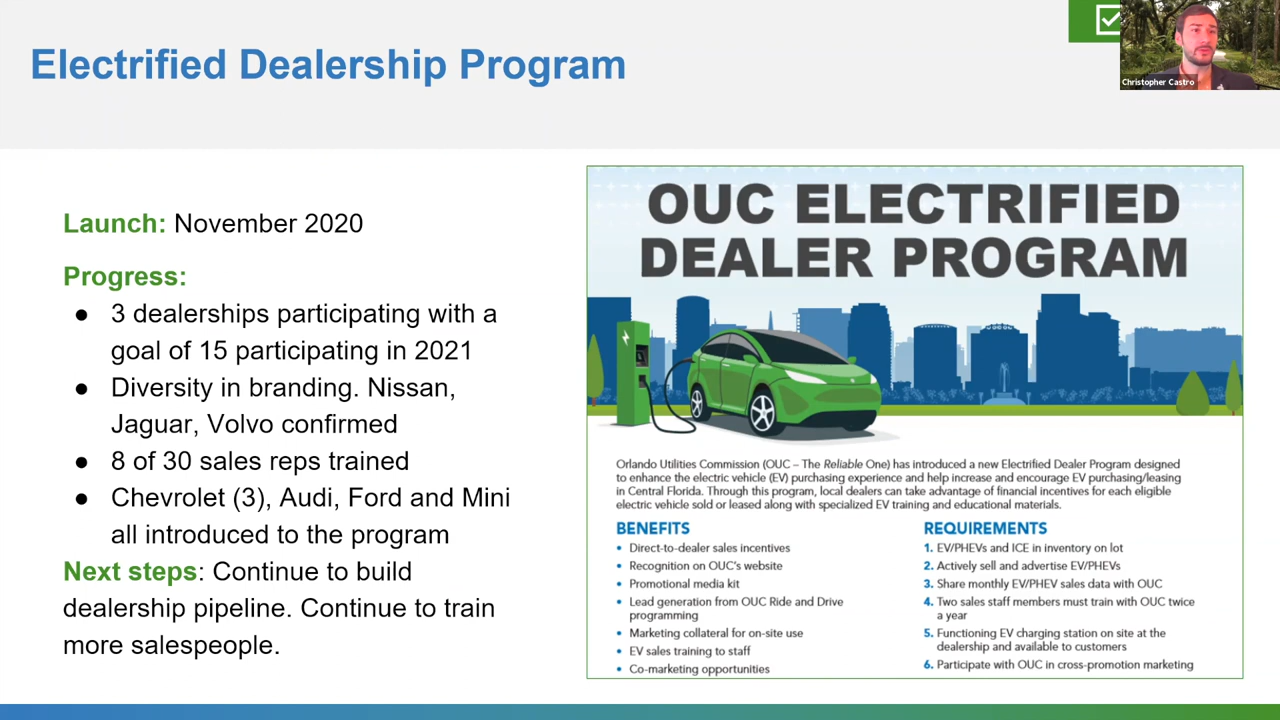 Electrified Dealership Program
Christopher Castro
Launch: November 2020
Progress:
● 3 dealerships participating with a
goal of 15 participating in 2021
● Diversity in branding. Nissan,
Jaguar, Volvo confirmed
● 8 of 30 sales reps trained
● Chevrolet (3), Audi, Ford and Mini
all introduced to the program
Next steps: Continue to build
dealership pipeline. Continue to train
more salespeople.
OUC ELECTRIFIED
DEALER PROGRAM
Orlando Utilities Commission (OUC – The Reliable One) has introduced a new Electrified Dealer Program designed
to enhance the electric vehicle (EV) purchasing experience and help increase and encourage EV purchasing/leasing
in Central Florida. Through this program, local dealers can take advantage of financial incentives for each eligible
electric vehicle sold or leased along with specialized EV training and educational materials.
BENEFITS
• Direct-to-dealer sales incentives
• Recognition on OUC's website
• Promotional media kit
• Lead generation from OUC Ride and Drive
programming
• Marketing collateral for on-site use
• EV sales training to staff
• Co-marketing opportunities
REQUIREMENTS
1. EV/PHEVs and ICE in inventory on lot
2. Actively sell and advertise EV/PHEVs
3. Share monthly EV/PHEV sales data with OUC
4. Two sales staff members must train with OUC twice
a year
5. Functioning EV charging station on site at the
dealership and available to customers
6. Participate with OUC in cross-promotion marketing